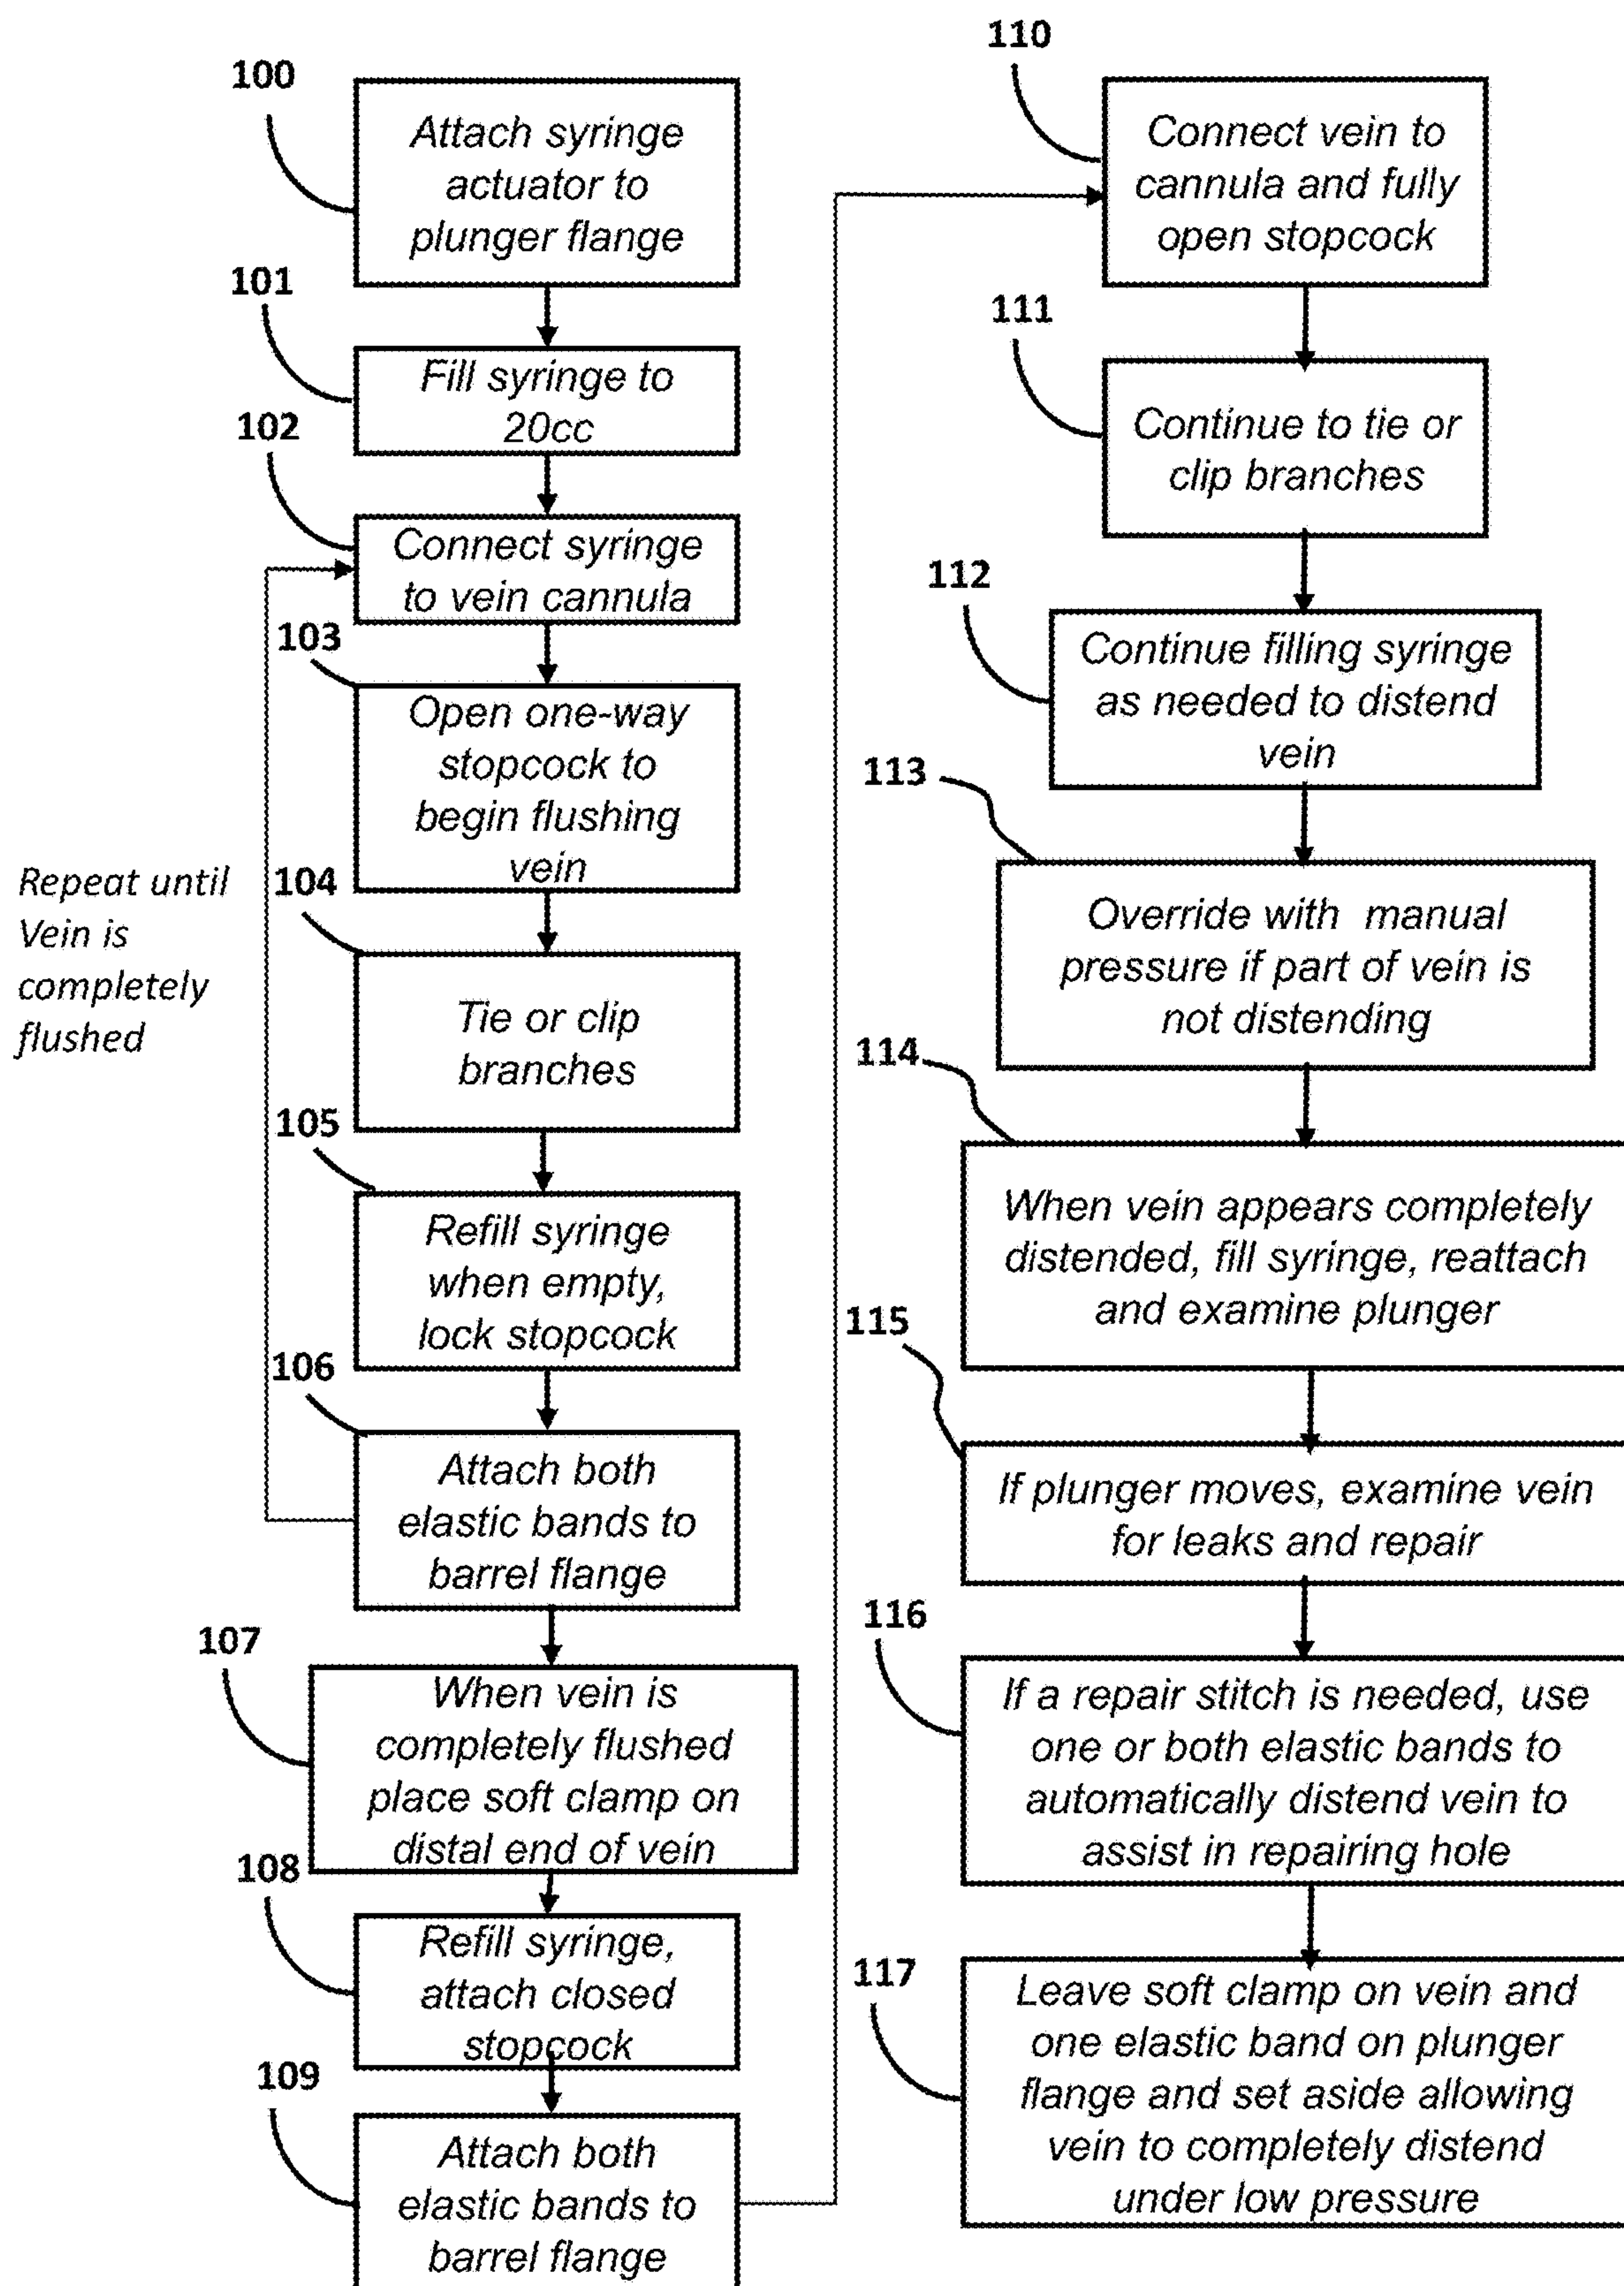 100
Attach syringe
actuator to
plunger flange
101
Fill syringe to
20cc
102
Connect syringe
to vein cannula
103
Open one-way
stopcock to
begin flushing
vein
Repeat until
Vein is
completely
flushed
104
Tie or clip
branches
105
Refill syringe
when empty,
lock stopcock
106
Attach both
elastic bands to
barrel flange
107
When vein is
completely flushed
place soft clamp on
distal end of vein
108
Refill syringe,
attach closed
stopcock
109
Attach both
elastic bands to
barrel flange
110
Connect vein to
cannula and fully
open stopcock
111
Continue to tie or
clip branches
112
Continue filling syringe
as needed to distend
vein
113
Override with manual
pressure if part of vein is
not distending
114
When vein appears completely
distended, fill syringe, reattach
and examine plunger
115
If plunger moves, examine vein
for leaks and repair
116
If a repair stitch is needed, use
one or both elastic bands to
automatically distend vein to
assist in repairing hole
117
Leave soft clamp on vein and
one elastic band on plunger
flange and set aside allowing
vein to completely distend
under low pressure